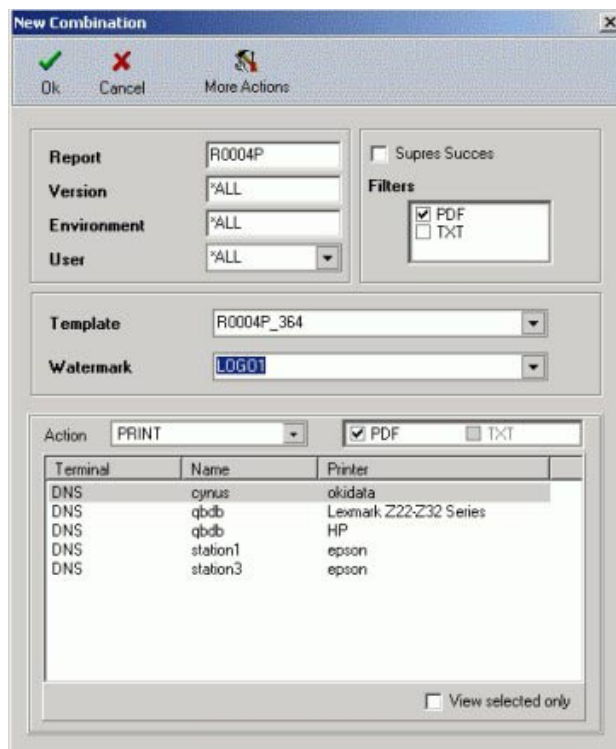 New Combination
Ok Cancel More Actions
Report R0004P
Version *ALL
Environment *ALL
User *ALL
Supres Succes
Filters
PDF
TXT
Template R0004P_364
Watermark LOGO1
Action PRINT PDF TXT
Terminal Name Printer
DNS cynus okidata
DNS qbdb Lexmark Z22-Z32 Series
DNS qbdb HP
DNS station1 epson
DNS station3 epson
View selected only